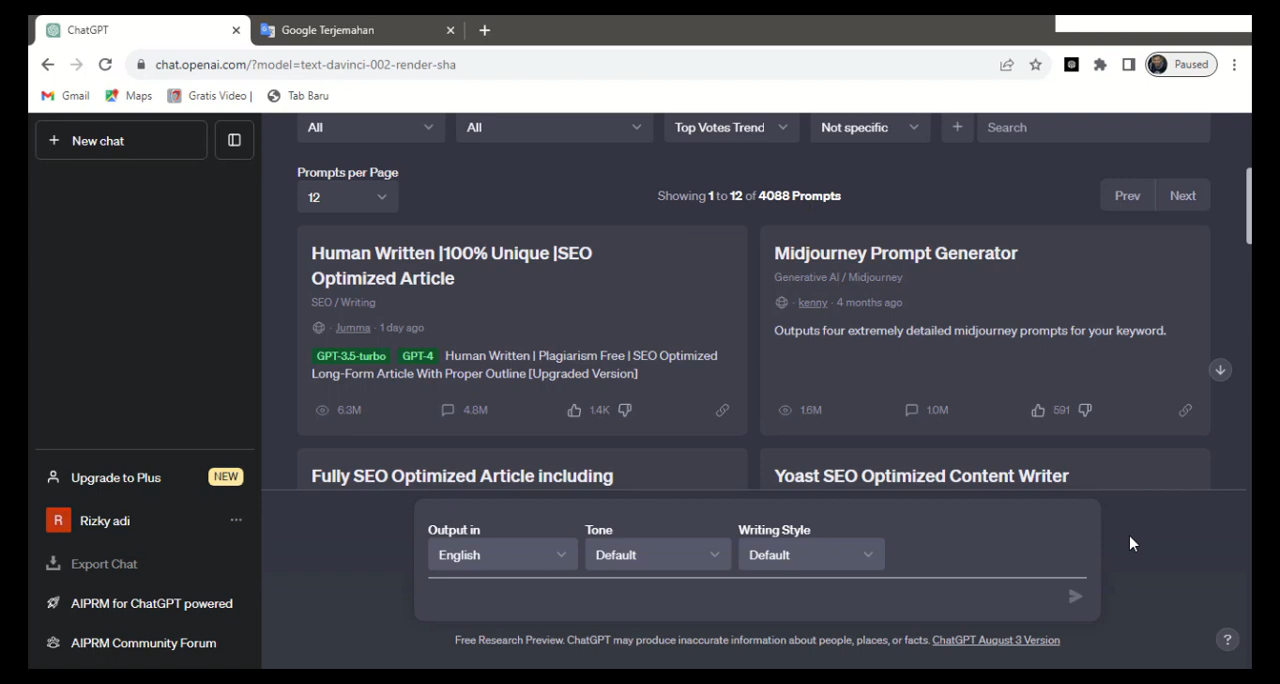 ChatGPT
Google Terjemahan
chat.openai.com/?model=text-davinci-002-render-sha
Paused
Gmail
Maps
Gratis Video |
Tab Baru
New chat
All
All
Top Votes Trend
Not specific
Search
Prompts per Page
12
Showing 1 to 12 of 4088 Prompts
Prev
Next
Human Written |100% Unique |SEO
Optimized Article
SEO / Writing
· Jumma · 1 day ago
GPT-3.5-turbo GPT-4 Human Written | Plagiarism Free | SEO Optimized
Long-Form Article With Proper Outline [Upgraded Version]
6.3M
4.8M
1.4K
Midjourney Prompt Generator
Generative AI / Midjourney
· kenny · 4 months ago
Outputs four extremely detailed midjourney prompts for your keyword.
1.6M
1.0M
591
Fully SEO Optimized Article including
Yoast SEO Optimized Content Writer
Upgrade to Plus
NEW
R
Rizky adi
Export Chat
AIPRM for ChatGPT powered
AIPRM Community Forum
Output in
English
Tone
Default
Writing Style
Default
Free Research Preview. ChatGPT may produce inaccurate information about people, places, or facts. ChatGPT August 3 Version
?